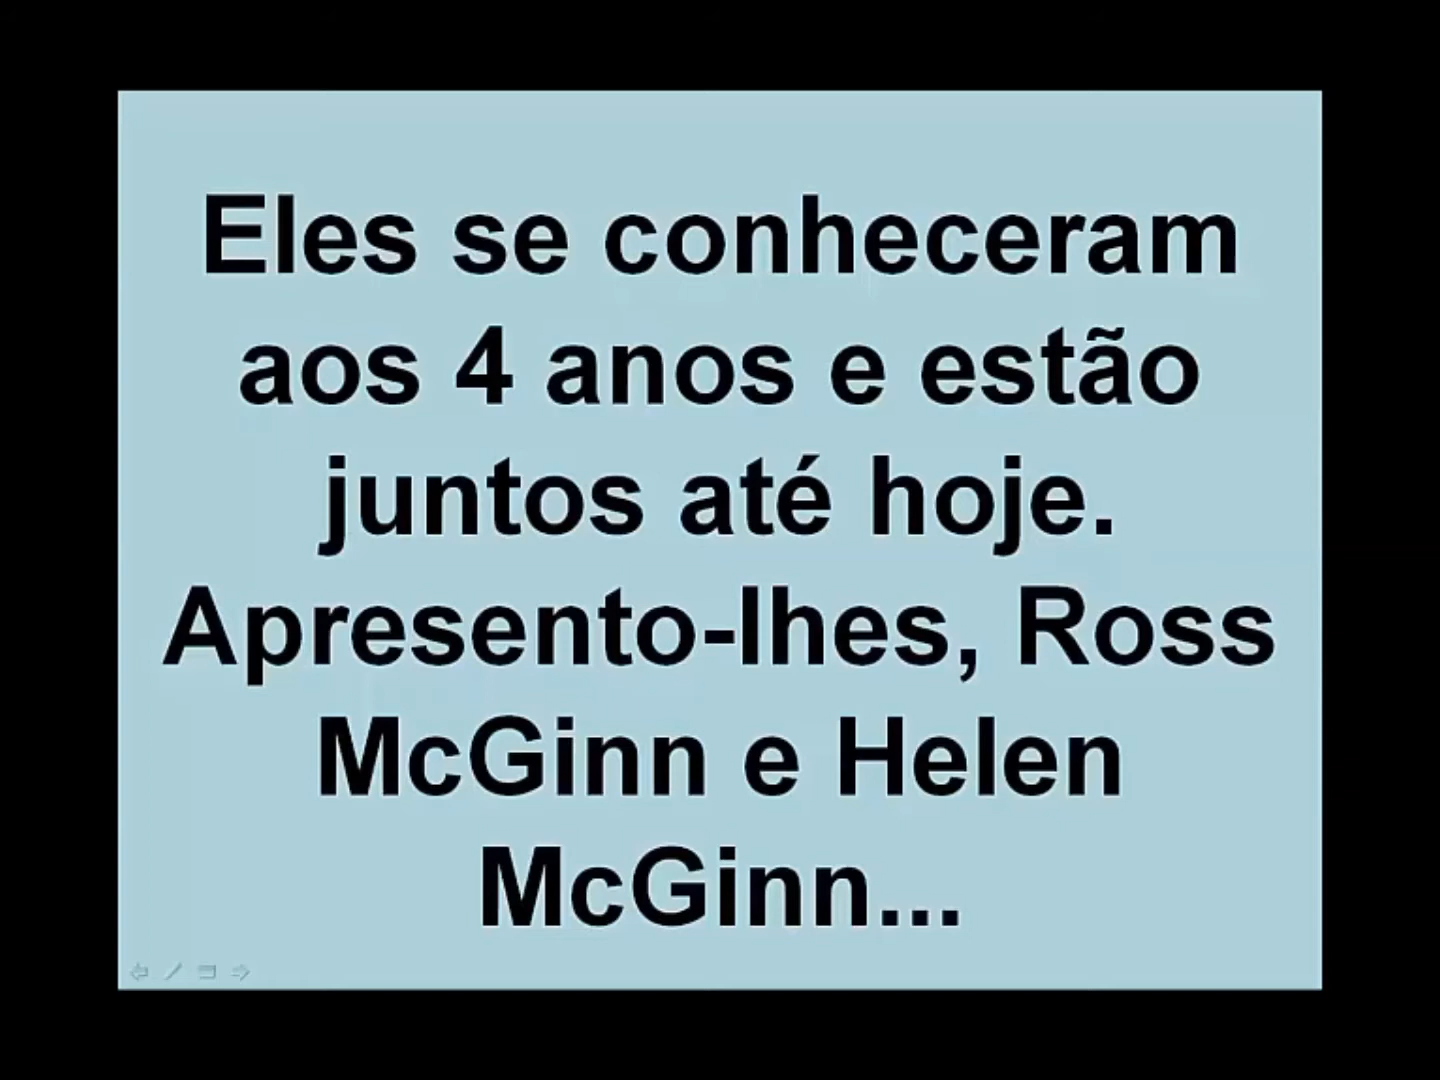 Eles se conheceram
aos 4 anos e estão
juntos até hoje.
Apresento-lhes, Ross
McGinn e Helen
McGinn...